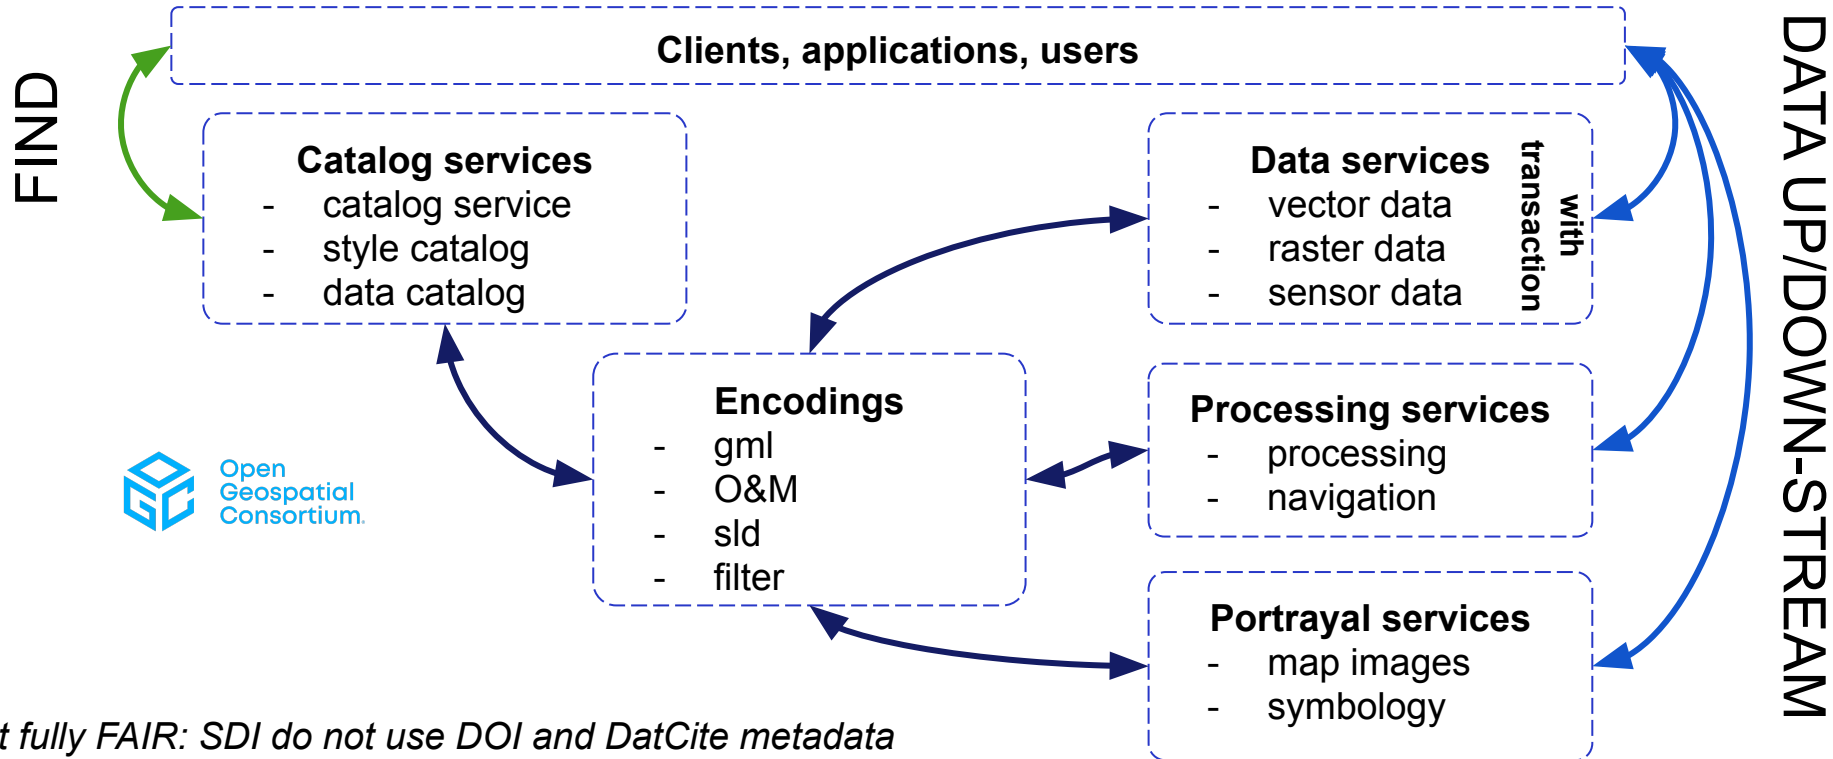 FIND
Clients, applications, users
DATA UP/DOWN-STREAM
Catalog services
- catalog service
- style catalog
- data catalog
Data services
- vector data
- raster data
- sensor data
with
transaction
Encodings
- gml
- O&M
- sld
- filter
Processing services
- processing
- navigation
Portrayal services
- map images
- symbology
OGC
Open
Geospatial
Consortium.
t fully FAIR: SDI do not use DOI and DatCite metadata